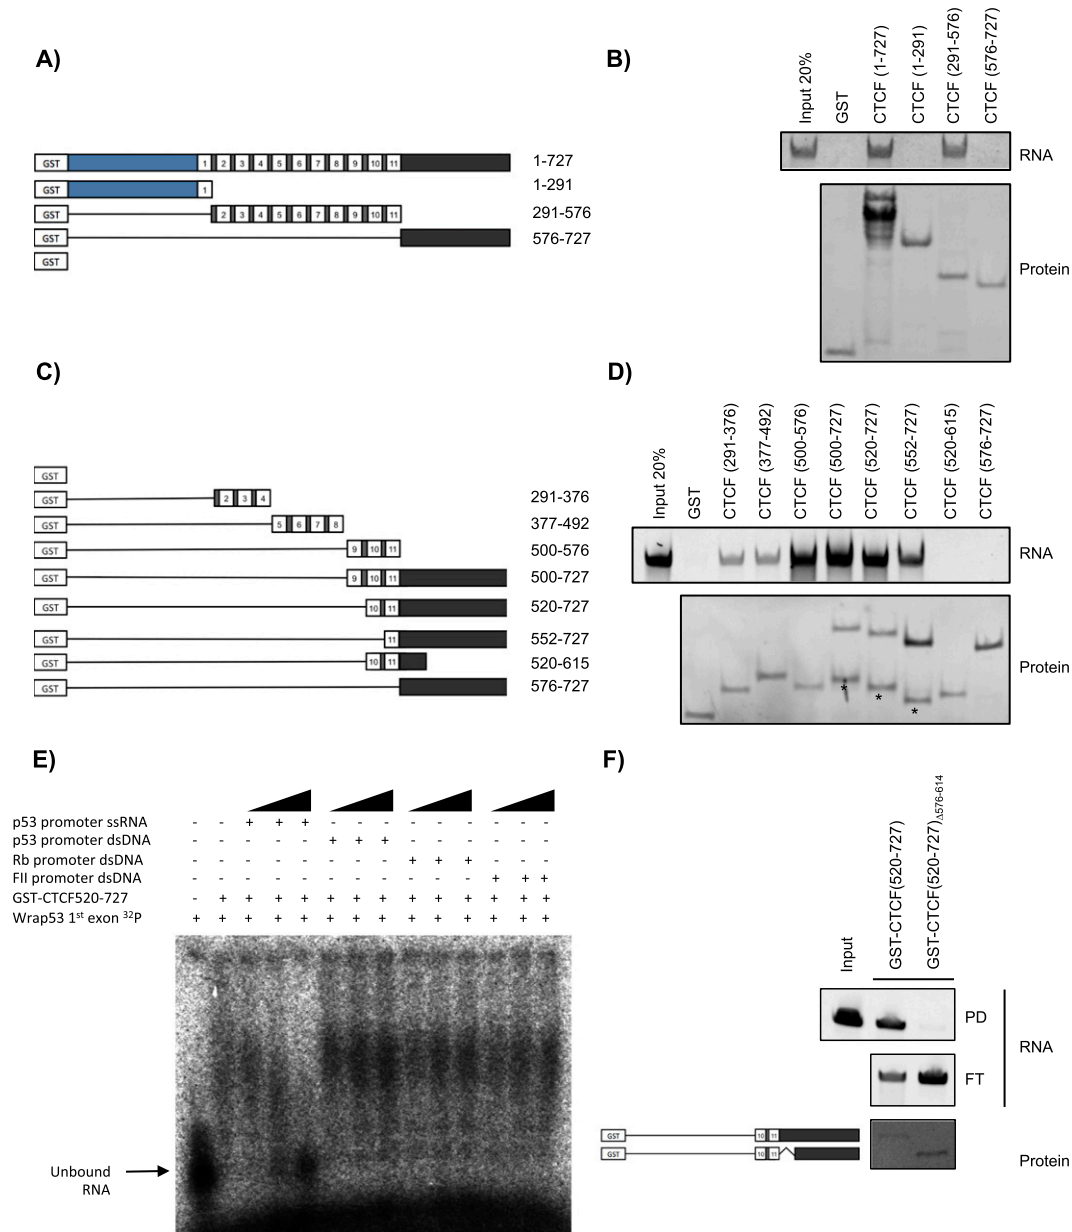 A)
GST 1 2 3 4 5 6 7 8 9 10 11 1-727
GST 1 1-291
GST 2 3 4 5 6 7 8 9 10 11 291-576
GST 576-727
GST
B)
Input 20%
GST
CTCF (1-727)
CTCF (1-291)
CTCF (291-576)
CTCF (576-727)
RNA
Protein
C)
GST
GST 2 3 4 291-376
GST 5 6 7 8 377-492
GST 9 10 11 500-576
GST 9 10 11 500-727
GST 10 11 520-727
GST 11 552-727
GST 10 11 520-615
GST 576-727
D)
Input 20%
GST
CTCF (291-376)
CTCF (377-492)
CTCF (500-576)
CTCF (500-727)
CTCF (520-727)
CTCF (552-727)
CTCF (520-615)
CTCF (576-727)
RNA
Protein
* * *
E)
p53 promoter ssRNA - - + + + - - - - - - - - -
p53 promoter dsDNA - - - - - + + + - - - - - -
Rb promoter dsDNA - - - - - - - - + + + - - -
FII promoter dsDNA - - - - - - - - - - - + + +
GST-CTCF520-727 - + + + + + + + + + + + + +
Wrap53 1st exon 32P + + + + + + + + + + + + + +
Unbound
RNA
F)
Input
GST-CTCF(520-727)
GST-CTCF(520-727)Δ576-614
PD
FT
RNA
GST 10 11
GST 10 11
Protein